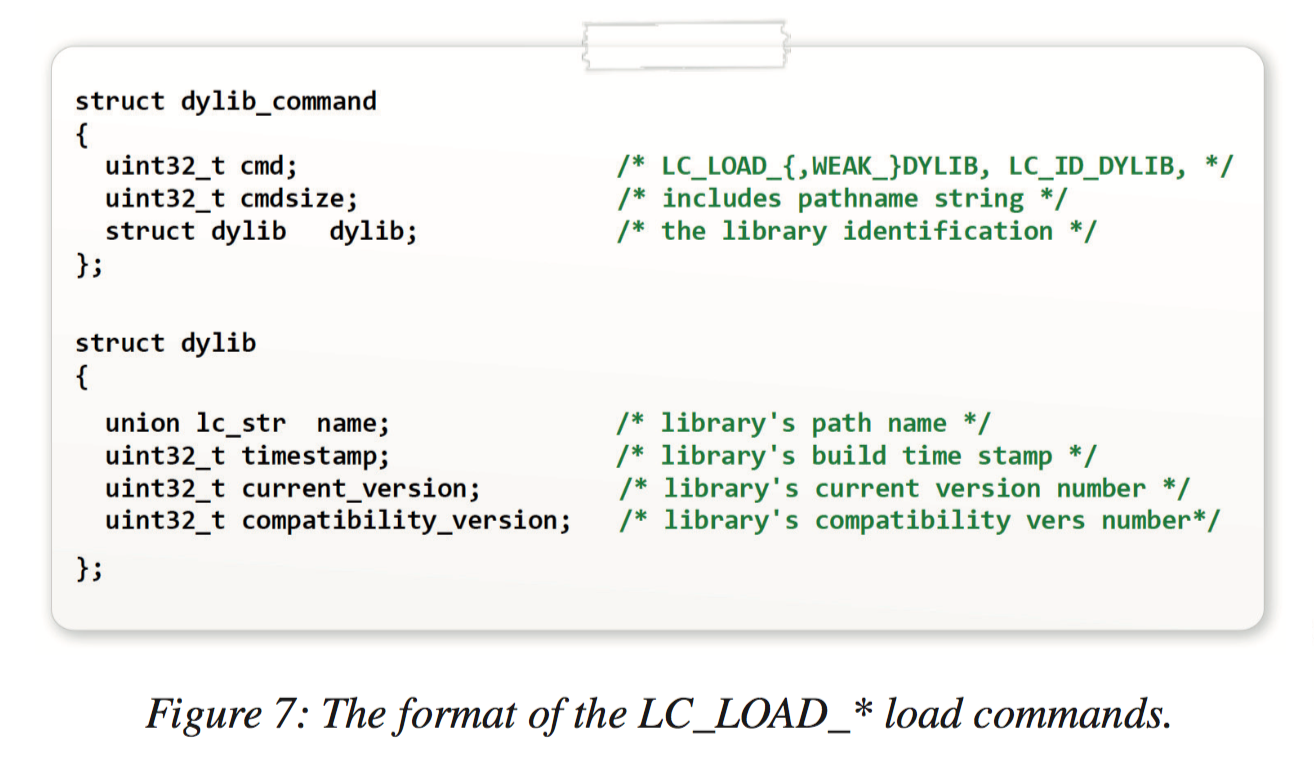 struct dylib_command
{
  uint32_t cmd;                     /* LC_LOAD_{,WEAK_}DYLIB, LC_ID_DYLIB, */
  uint32_t cmdsize;                 /* includes pathname string */
  struct dylib   dylib;             /* the library identification */
};
struct dylib
{
  union lc_str  name;               /* library's path name */
  uint32_t timestamp;               /* library's build time stamp */
  uint32_t current_version;         /* library's current version number */
  uint32_t compatibility_version;   /* library's compatibility vers number*/
};
Figure 7: The format of the LC_LOAD_* load commands.